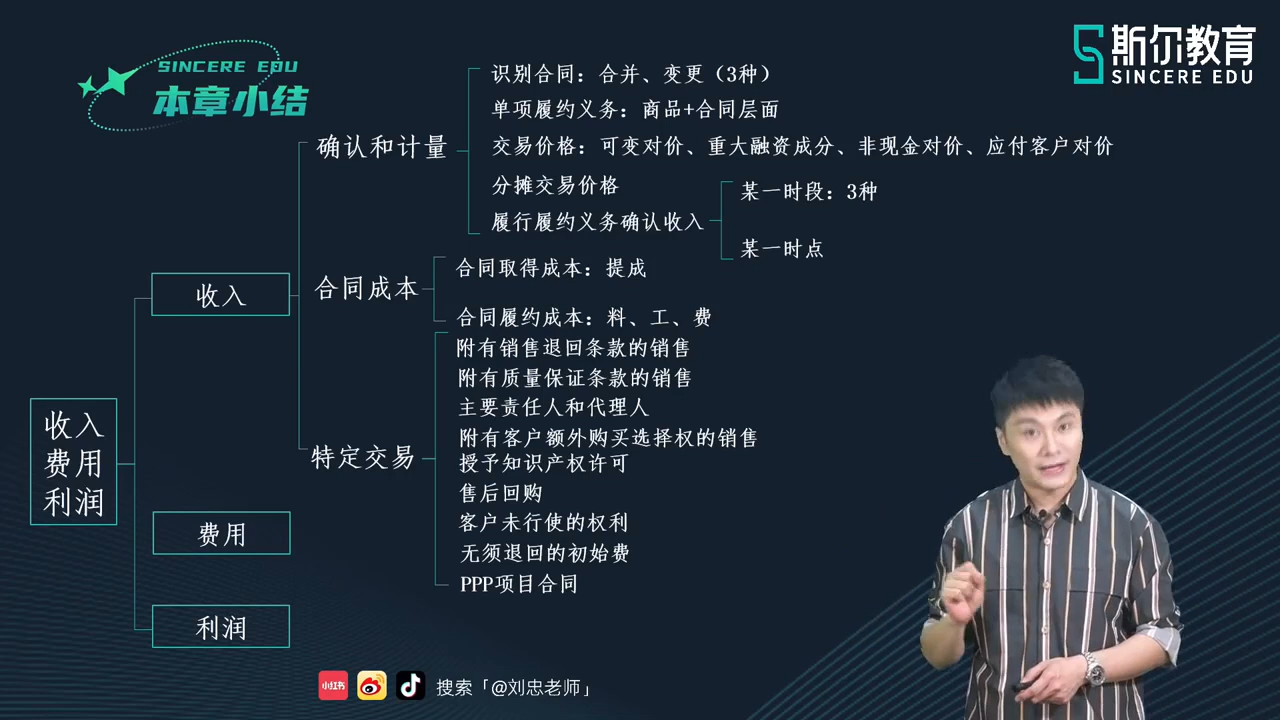 SINCERE EDU
本章小结
斯尔教育
SINCERE EDU
收入
费用
利润
收入
确认和计量
识别合同：合并、变更（3种）
单项履约义务：商品+合同层面
交易价格：可变对价、重大融资成分、非现金对价、应付客户对价
分摊交易价格
履行履约义务确认收入
某一时段：3种
某一时点
合同成本
合同取得成本：提成
合同履约成本：料、工、费
特定交易
附有销售退回条款的销售
附有质量保证条款的销售
主要责任人和代理人
附有客户额外购买选择权的销售
授予知识产权许可
售后回购
客户未行使的权利
无须退回的初始费
PPP项目合同
费用
利润
小红书
搜索「@刘忠老师」